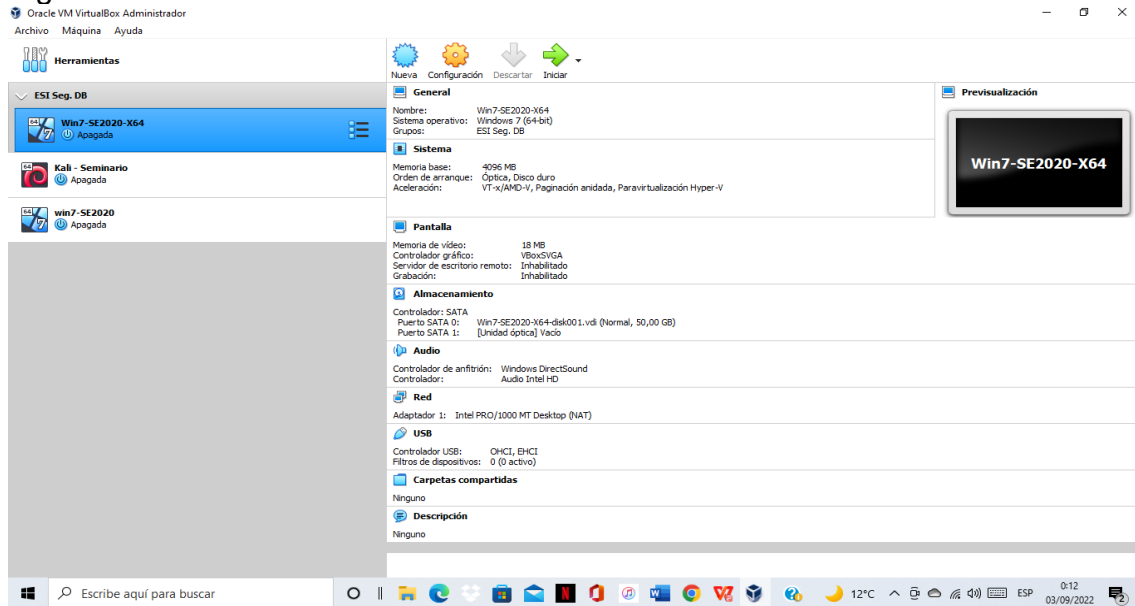 Oracle VM VirtualBox Administrador
Archivo Máquina Ayuda
Herramientas
Nueva Configuración Descartar Iniciar
ESI Seg. DB
64 7 Win7-SE2020-X64
Apagada
64 Kali - Seminario
Apagada
64 7 win7-SE2020
Apagada
General
Nombre: Win7-SE2020-X64
Sistema operativo: Windows 7 (64-bit)
Grupos: ESI Seg. DB
Previsualización
Win7-SE2020-X64
Sistema
Memoria base: 4096 MB
Orden de arranque: Óptica, Disco duro
Aceleración: VT-x/AMD-V, Paginación anidada, Paravirtualización Hyper-V
Pantalla
Memoria de vídeo: 18 MB
Controlador gráfico: VBoxSVGA
Servidor de escritorio remoto: Inhabilitado
Grabación: Inhabilitado
Almacenamiento
Controlador: SATA
Puerto SATA 0: Win7-SE2020-X64-disk001.vdi (Normal, 50,00 GB)
Puerto SATA 1: [Unidad óptica] Vacío
Audio
Controlador de anfitrión: Windows DirectSound
Controlador: Audio Intel HD
Red
Adaptador 1: Intel PRO/1000 MT Desktop (NAT)
USB
Controlador USB: OHCI, EHCI
Filtros de dispositivos: 0 (0 activo)
Carpetas compartidas
Ninguno
Descripción
Ninguno
Escribe aquí para buscar
12°C
ESP
0:12
03/09/2022
2